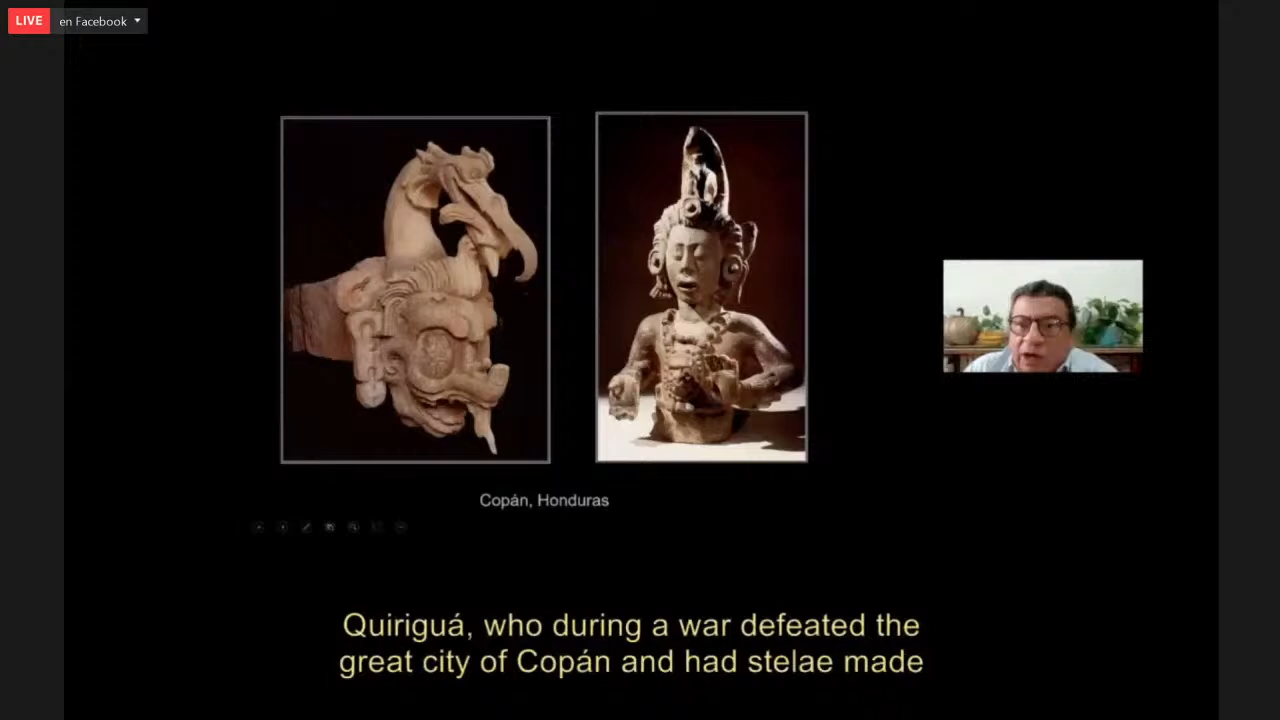 LIVE en Facebook
Copán, Honduras
Quiriguá, who during a war defeated the
great city of Copán and had stelae made